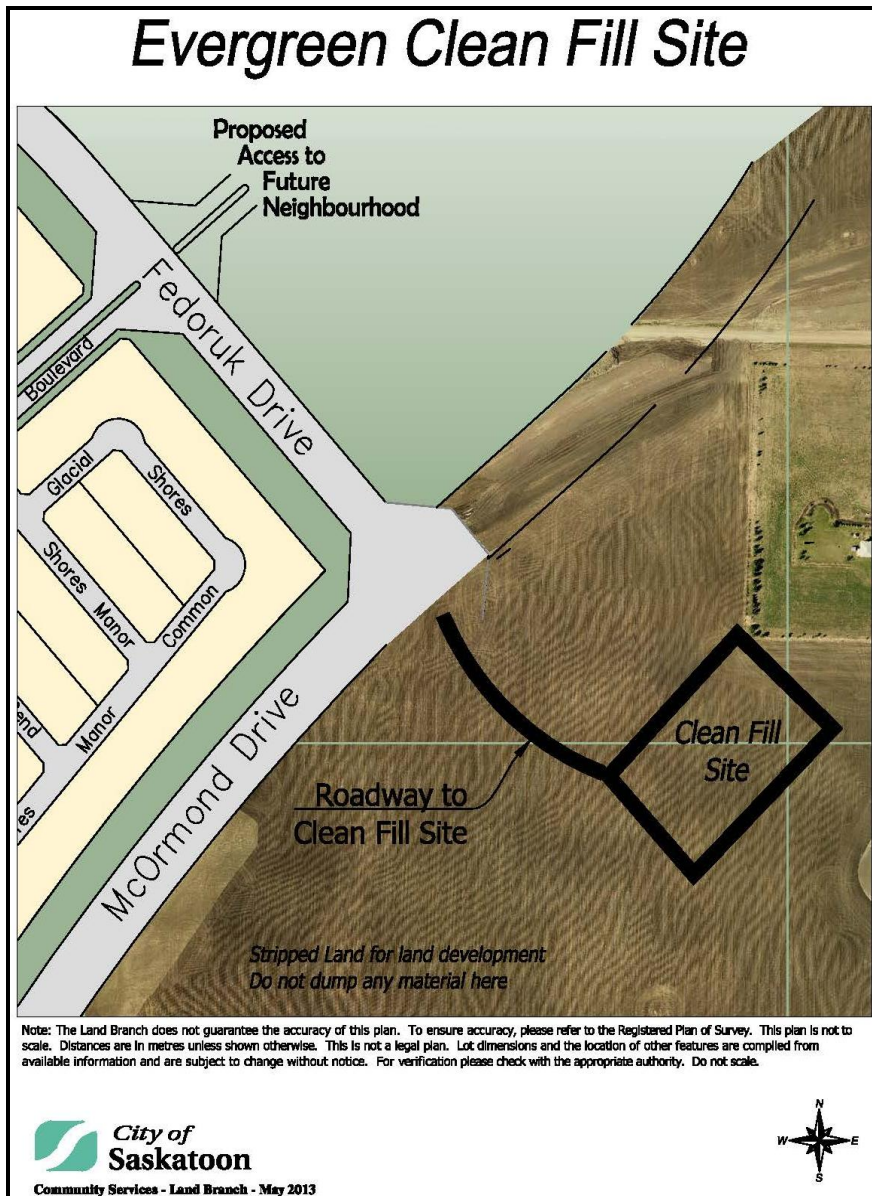 Evergreen Clean Fill Site
Proposed
Access to
Future
Neighbourhood
Fedoruk Drive
Boulevard
Glacial
Shores
Shores Manor
Common
Manor
McOrmond Drive
Clean Fill
Site
Roadway to
Clean Fill Site
Stripped Land for land development
Do not dump any material here
Note: The Land Branch does not guarantee the accuracy of this plan. To ensure accuracy, please refer to the Registered Plan of Survey. This plan is not to
scale. Distances are in metres unless shown otherwise. This is not a legal plan. Lot dimensions and the location of other features are compiled from
available information and are subject to change without notice. For verification please check with the appropriate authority. Do not scale.
City of
Saskatoon
Community Services - Land Branch - May 2013
N
W E
S